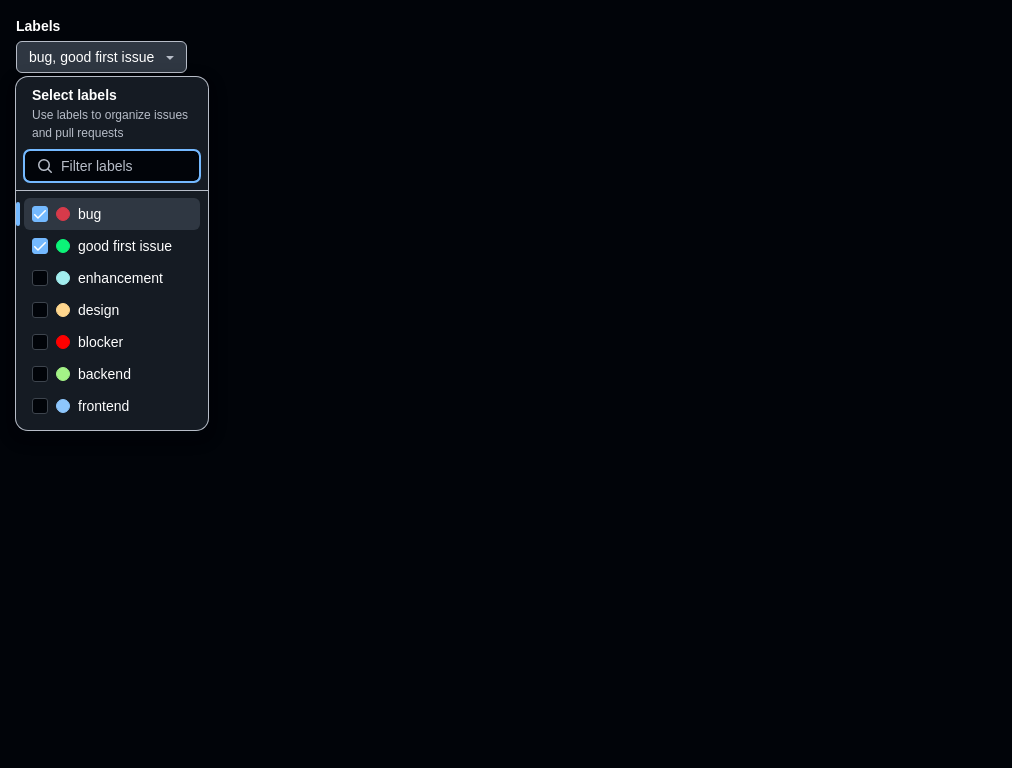 Labels
bug, good first issue
Select labels
Use labels to organize issues
and pull requests
Filter labels
bug
good first issue
enhancement
design
blocker
backend
frontend